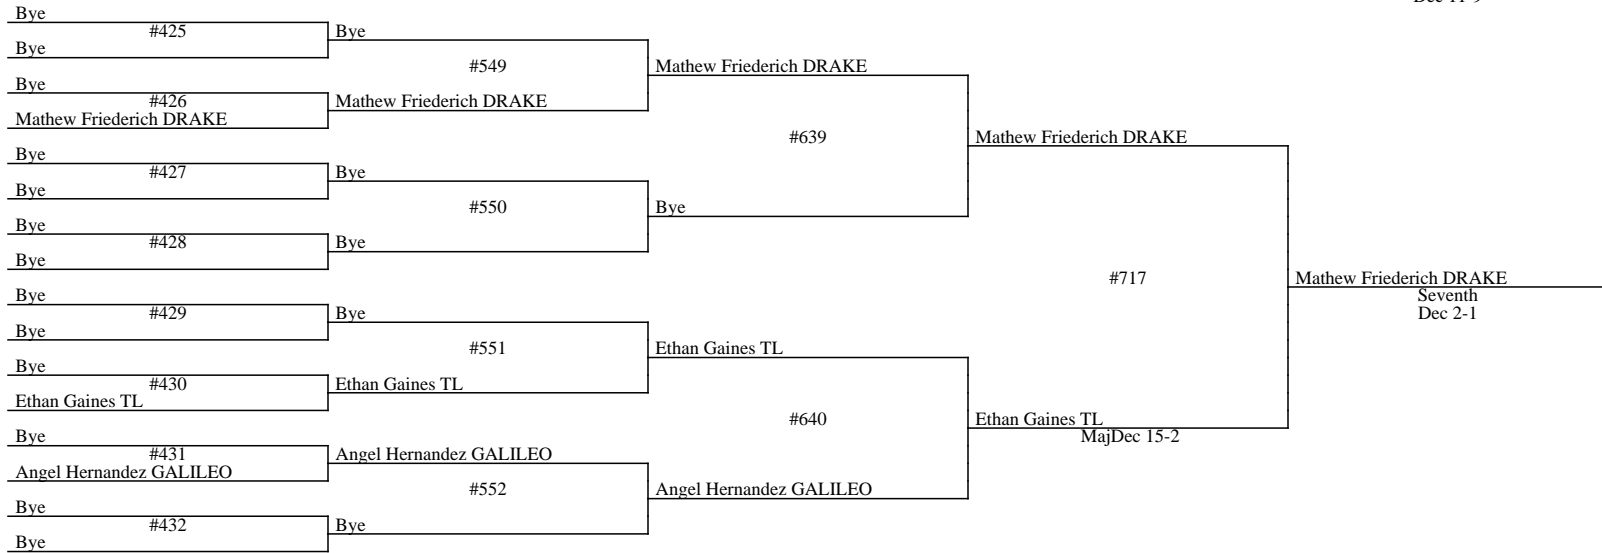 Bye
#425
Bye
Bye
#426
Mathew Friederich DRAKE
Bye
#427
Bye
Bye
#428
Bye
Bye
#429
Bye
Bye
#430
Ethan Gaines TL
Bye
#431
Angel Hernandez GALILEO
Bye
#432
Bye
Bye
#549
Mathew Friederich DRAKE
Bye
#550
Bye
Bye
#551
Ethan Gaines TL
Angel Hernandez GALILEO
#552
Bye
Mathew Friederich DRAKE
#639
Bye
Ethan Gaines TL
#640
Angel Hernandez GALILEO
Mathew Friederich DRAKE
#717
Ethan Gaines TL
MajDec 15-2
Mathew Friederich DRAKE
Seventh
Dec 2-1